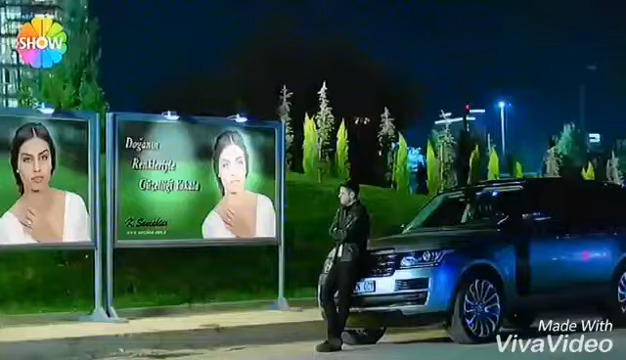 SHOW
Doğanın
Renkleriyle
Güzelliği Yakala
Made With
VivaVideo